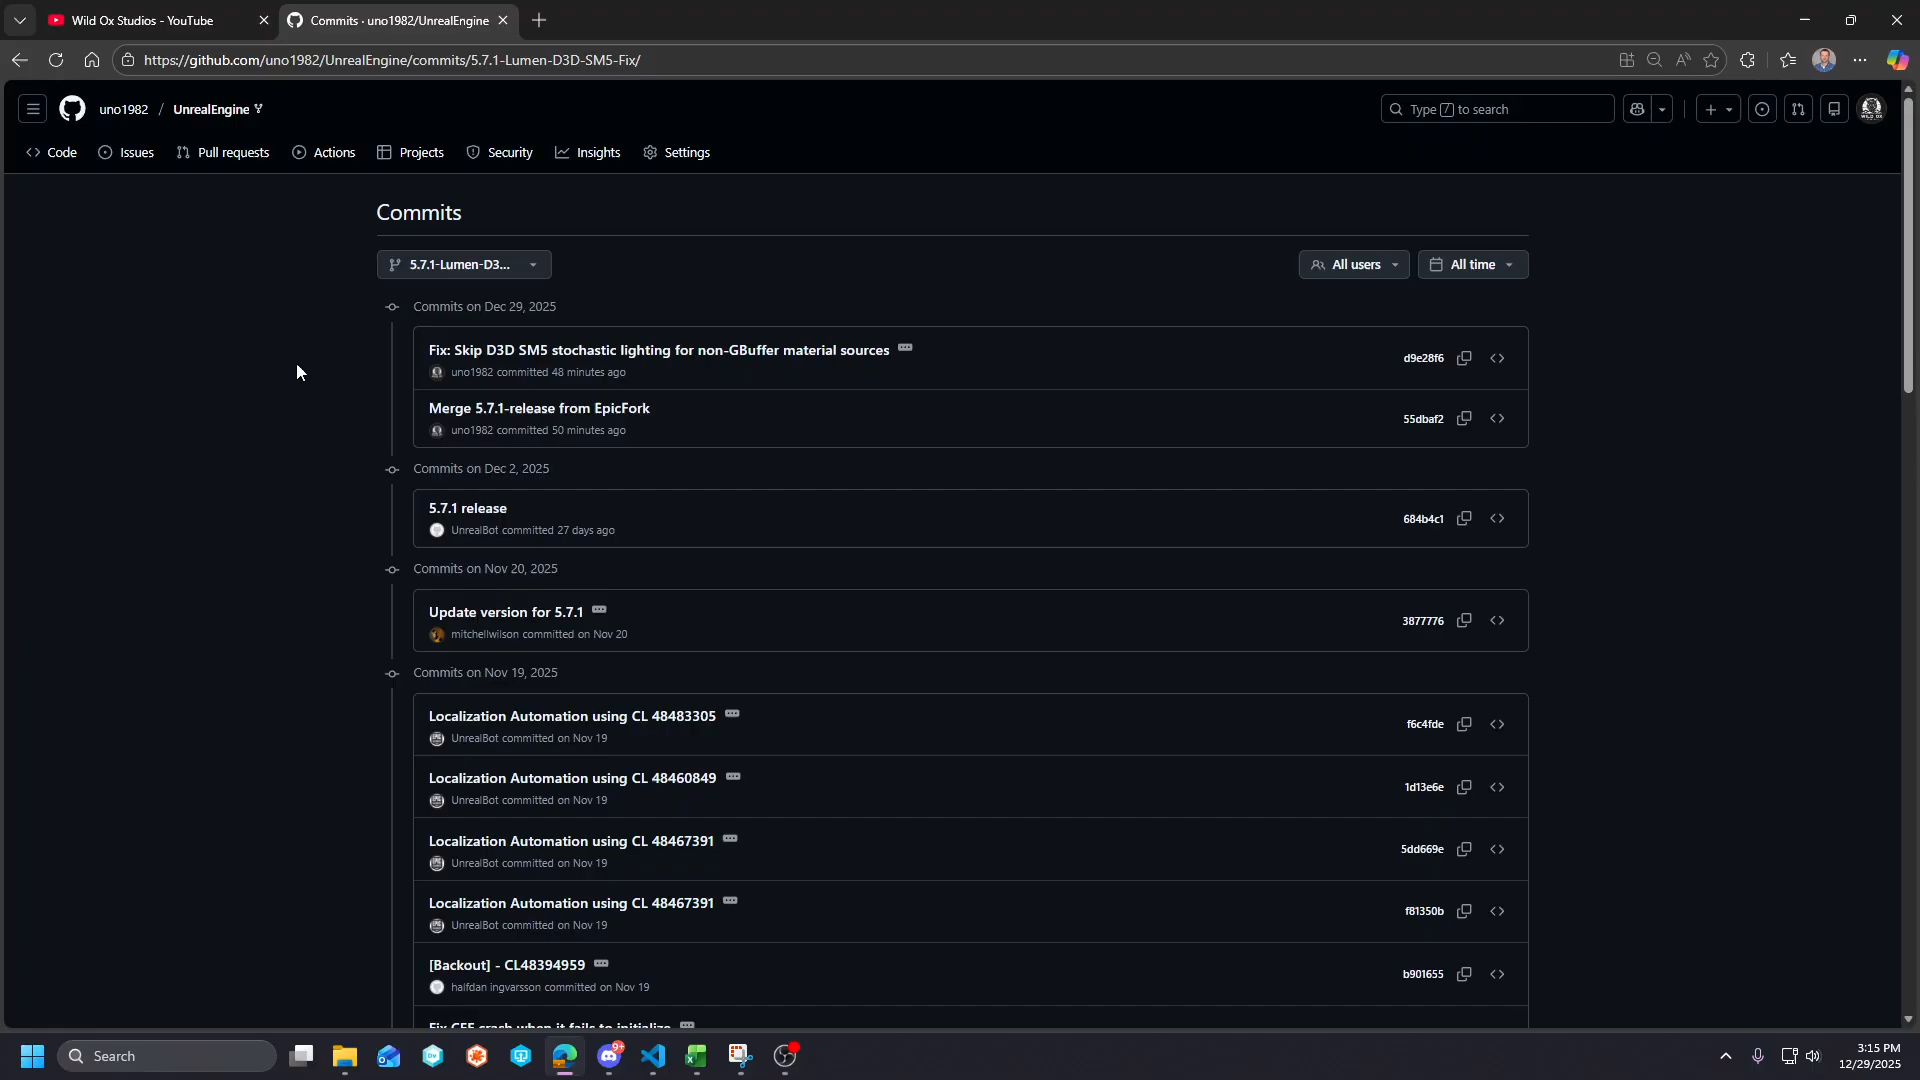 Wild Ox Studios - YouTube
Commits · uno1982/UnrealEngine
https://github.com/uno1982/UnrealEngine/commits/5.7.1-Lumen-D3D-SM5-Fix/
uno1982 / UnrealEngine
Type / to search
Code
Issues
Pull requests
Actions
Projects
Security
Insights
Settings
Commits
5.7.1-Lumen-D3...
All users
All time
Commits on Dec 29, 2025
Fix: Skip D3D SM5 stochastic lighting for non-GBuffer material sources
d9e28f6
uno1982 committed 48 minutes ago
Merge 5.7.1-release from EpicFork
55dbaf2
uno1982 committed 50 minutes ago
Commits on Dec 2, 2025
5.7.1 release
684b4c1
UnrealBot committed 27 days ago
Commits on Nov 20, 2025
Update version for 5.7.1
3877776
mitchellwilson committed on Nov 20
Commits on Nov 19, 2025
Localization Automation using CL 48483305
f6c4fde
UnrealBot committed on Nov 19
Localization Automation using CL 48460849
1d13e6e
UnrealBot committed on Nov 19
Localization Automation using CL 48467391
5dd669e
UnrealBot committed on Nov 19
Localization Automation using CL 48467391
f81350b
UnrealBot committed on Nov 19
[Backout] - CL48394959
b901655
halfdan ingvarsson committed on Nov 19
Fix CEF crash when it fails to initialize
Search
9+
3:15 PM
12/29/2025